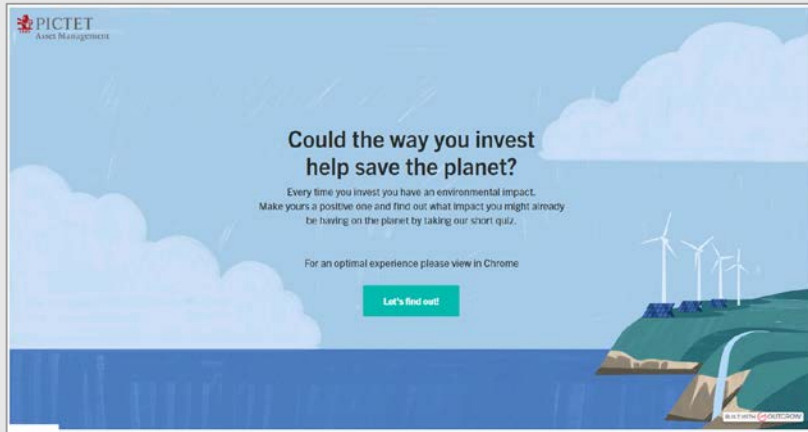 PICTET
Asset Management
Could the way you invest
help save the planet?
Every time you invest you have an environmental impact.
Make yours a positive one and find out what impact you might already
be having on the planet by taking our short quiz.
For an optimal experience please view in Chrome
Let's find out!
BUILT WITH OUTGROW